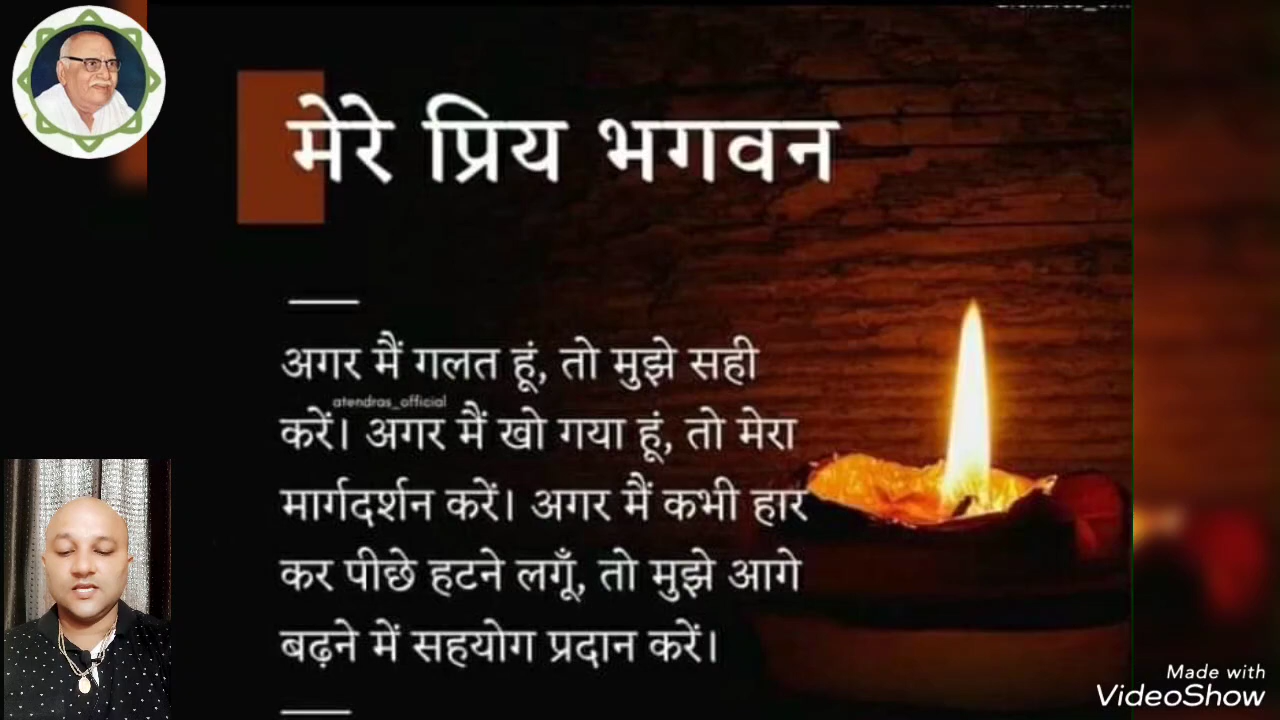 मेरे प्रिय भगवन
अगर मैं गलत हूं, तो मुझे सही
atendras_official
करें। अगर मैं खो गया हूं, तो मेरा
मार्गदर्शन करें। अगर मैं कभी हार
कर पीछे हटने लगूँ, तो मुझे आगे
बढ़ने में सहयोग प्रदान करें।
Made with
VideoShow